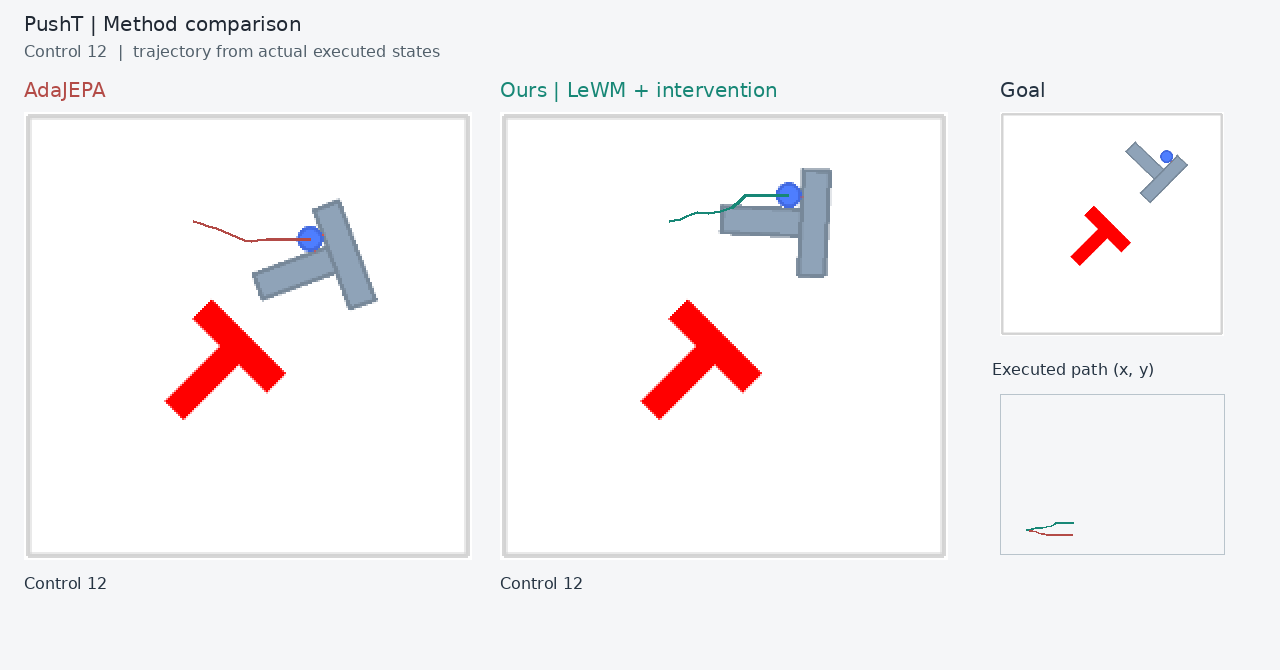 PushT | Method comparison
Control 12 | trajectory from actual executed states
AdaJEPA
Ours | LeWM + intervention
Goal
Executed path (x, y)
Control 12
Control 12